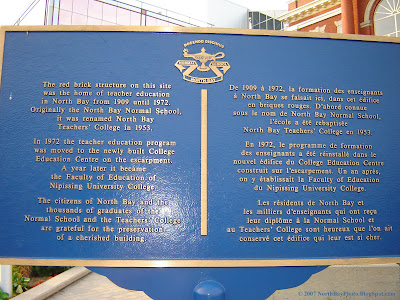 The red brick structure on this site
was the home of teacher education
in North Bay from 1909 until 1972.
Originally the North Bay Normal School,
it was renamed North Bay
Teachers' College in 1953.
In 1972 the teacher education program
was moved to the newly built College
Education Centre on the escarpment.
A year later it became
the Faculty of Education of
Nipissing University College.
The citizens of North Bay and the
thousands of graduates of the
Normal School and the Teachers' College
are grateful for the preservation
of a cherished building.
De 1909 à 1972, la formation des enseignants
à North Bay se faisait ici, dans cet édifice
en briques rouges. D'abord connue
sous le nom de North Bay Normal School,
l'école a été rebaptisée
North Bay Teachers' College en 1953.
En 1972, le programme de formation
des enseignants a été réinstallé dans le
nouvel édifice du College Education Centre
construit sur l'escarpement. Un an après,
on y établissait la Faculty of Education
du Nipissing University College.
Les résidents de North Bay et
les milliers d'enseignants qui ont reçu
leur diplôme à la Normal School et
au Teachers' College sont heureux que l'on ait
conservé cet édifice qui leur est si cher.
© 2007 NorthBayPhoto.Blogspot.com